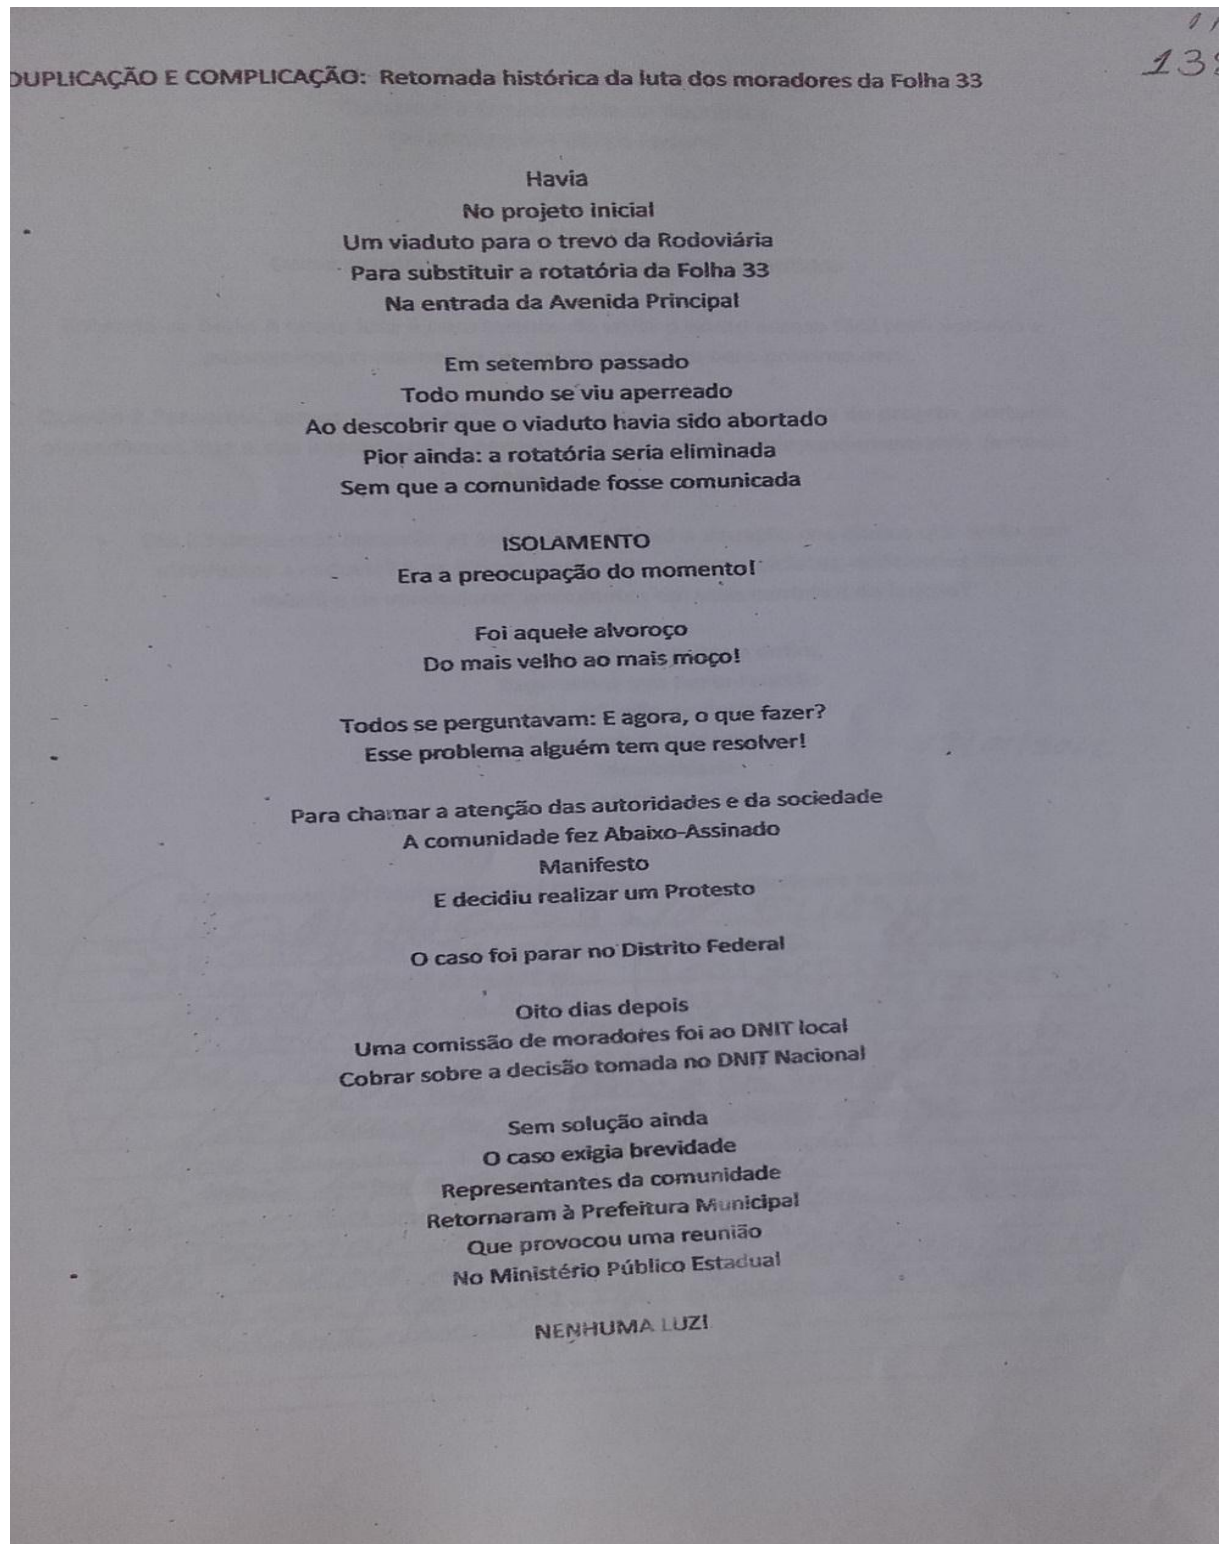 DUPLICAÇÃO E COMPLICAÇÃO: Retomada histórica da luta dos moradores da Folha 33
Havia
No projeto inicial
Um viaduto para o trevo da Rodoviária
Para substituir a rotatória da Folha 33
Na entrada da Avenida Principal
Em setembro passado
Todo mundo se viu aperreado
Ao descobrir que o viaduto havia sido abortado
Pior ainda: a rotatória seria eliminada
Sem que a comunidade fosse comunicada
ISOLAMENTO
Era a preocupação do momento!
Foi aquele alvoroço
Do mais velho ao mais moço!
Todos se perguntavam: E agora, o que fazer?
Esse problema alguém tem que resolver!
Para chamar a atenção das autoridades e da sociedade
A comunidade fez Abaixo-Assinado
Manifesto
E decidiu realizar um Protesto
O caso foi parar no Distrito Federal
Oito dias depois
Uma comissão de moradores foi ao DNIT local
Cobrar sobre a decisão tomada no DNIT Nacional
Sem solução ainda
O caso exigia brevidade
Representantes da comunidade
Retornaram à Prefeitura Municipal
Que provocou uma reunião
No Ministério Público Estadual
NENHUMA LUZ!